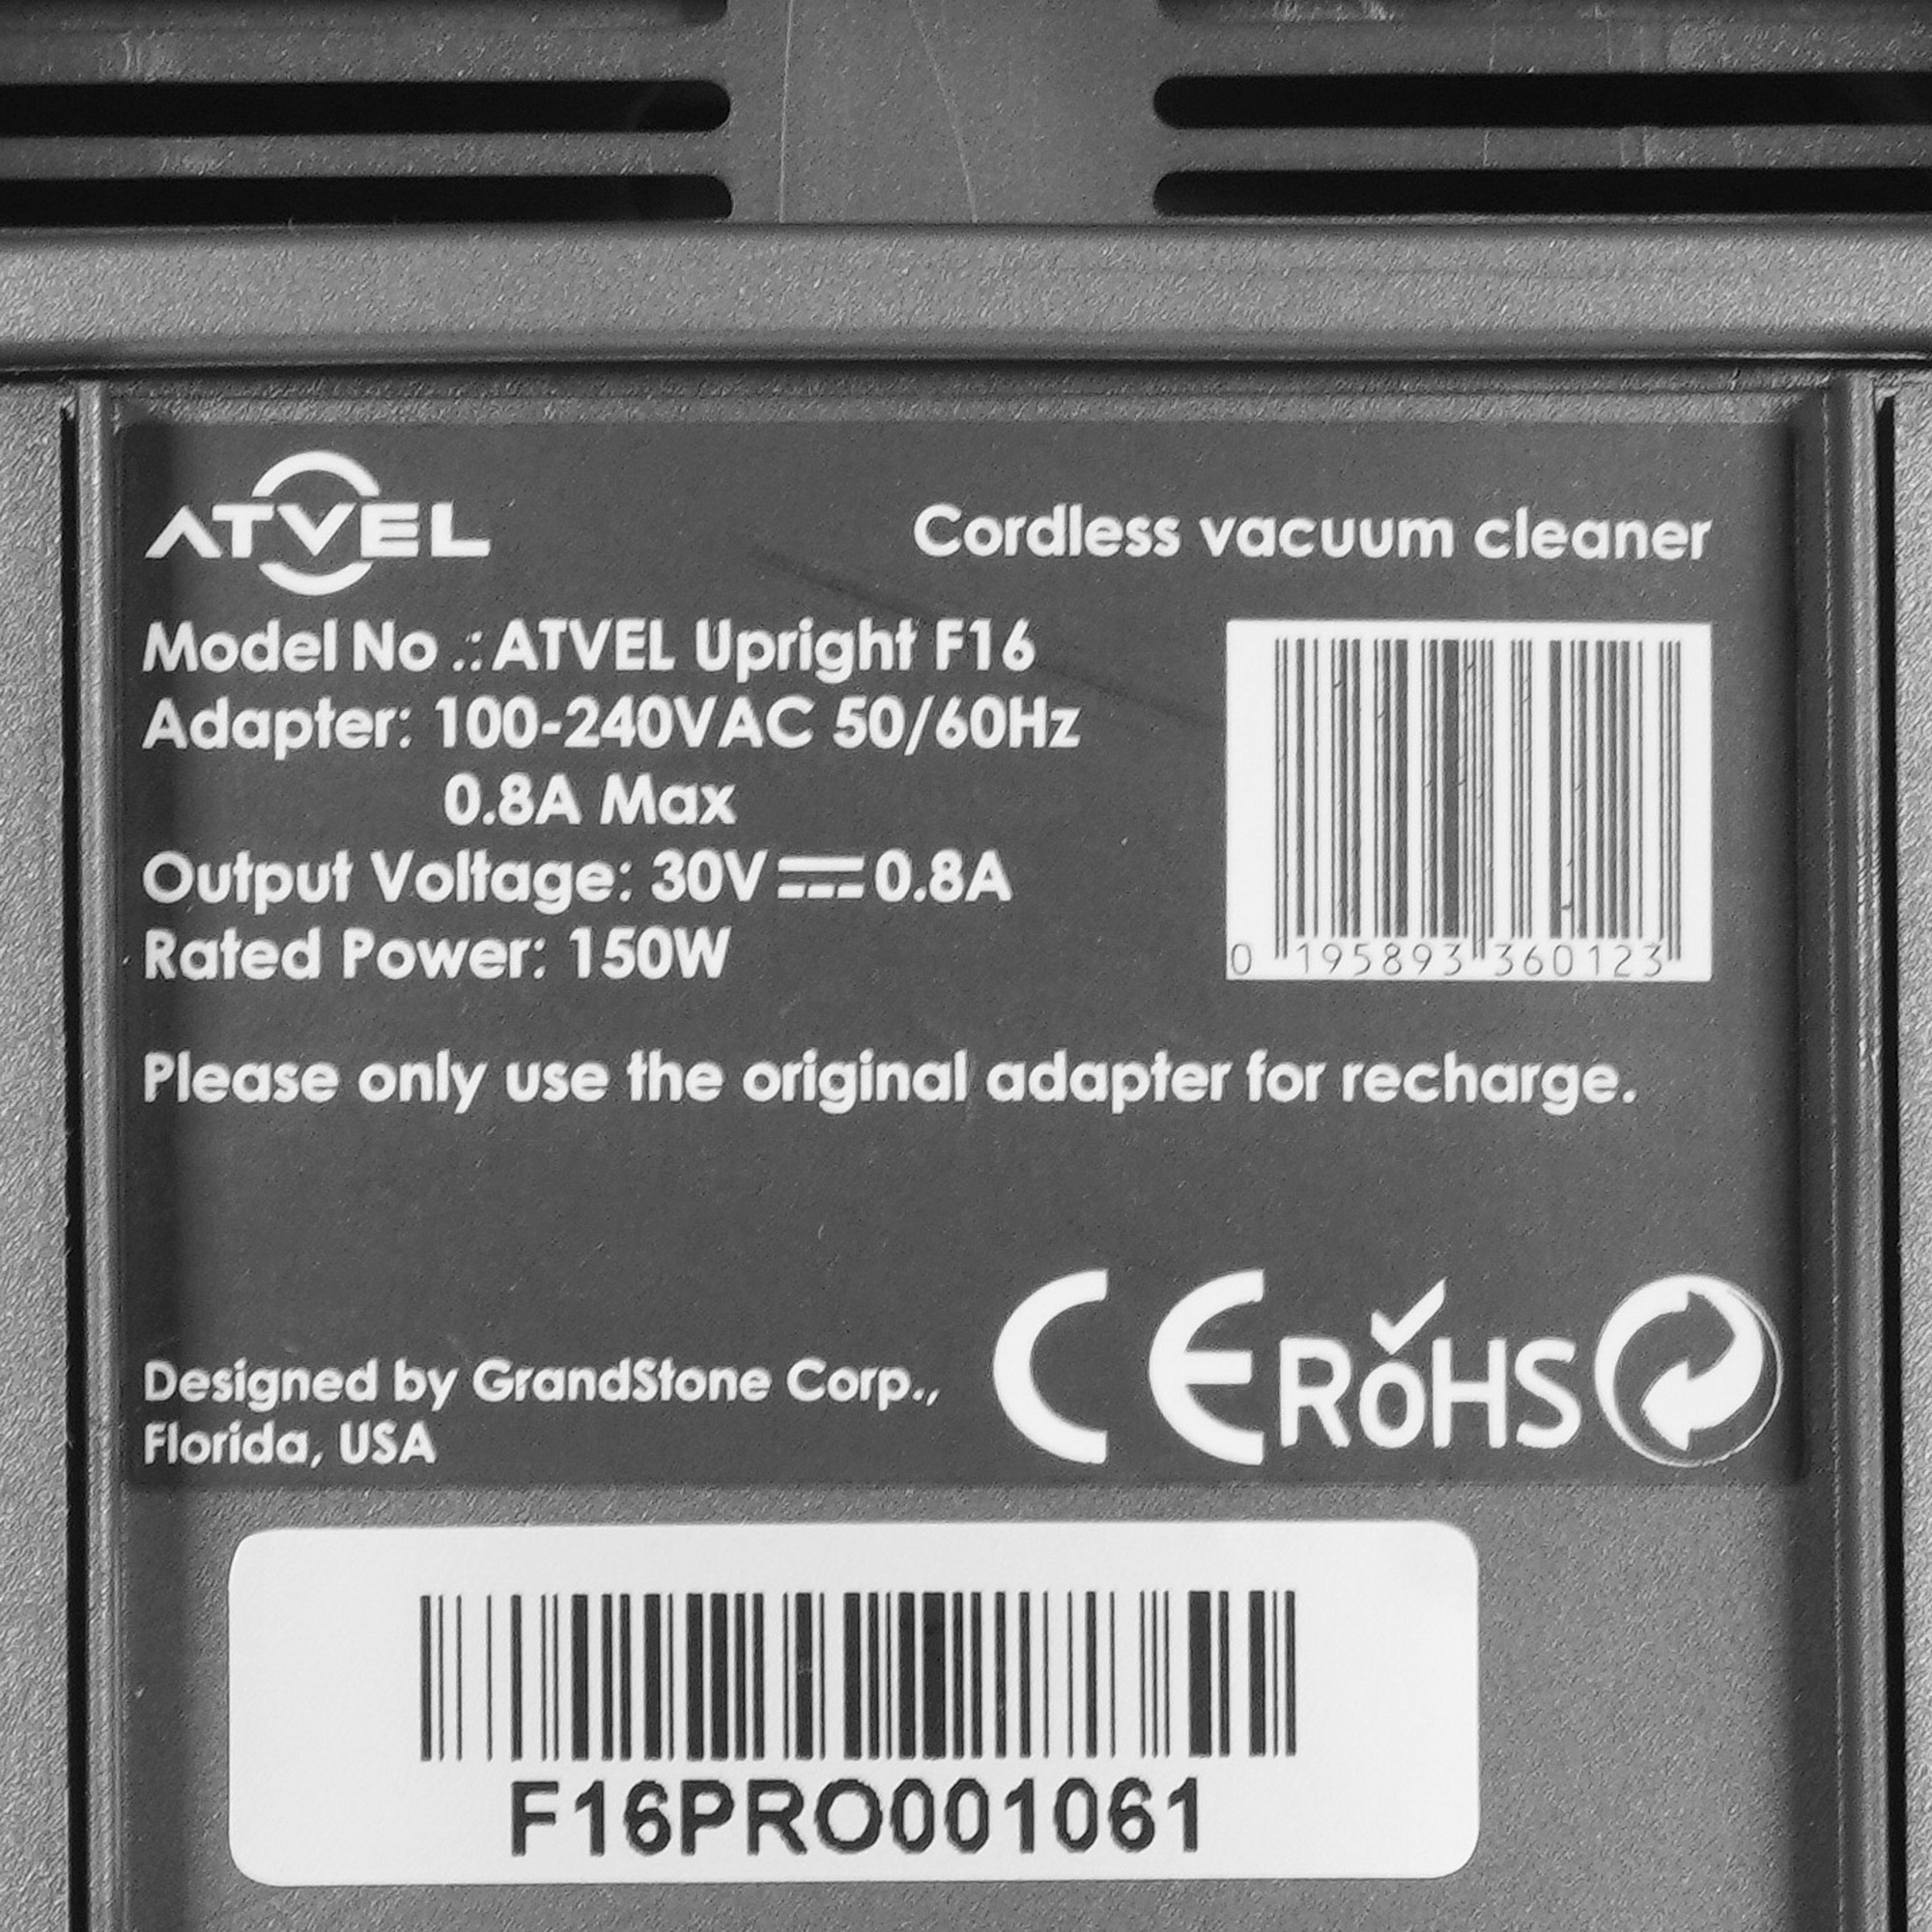 ATVEL
Cordless vacuum cleaner
Model No .: ATVEL Upright F16
Adapter: 100-240VAC 50/60Hz
0.8A Max
Output Voltage: 30V⎓0.8A
Rated Power: 150W
0 195893 360123
Please only use the original adapter for recharge.
Designed by GrandStone Corp.,
Florida, USA
CE RoHS
F16PRO001061